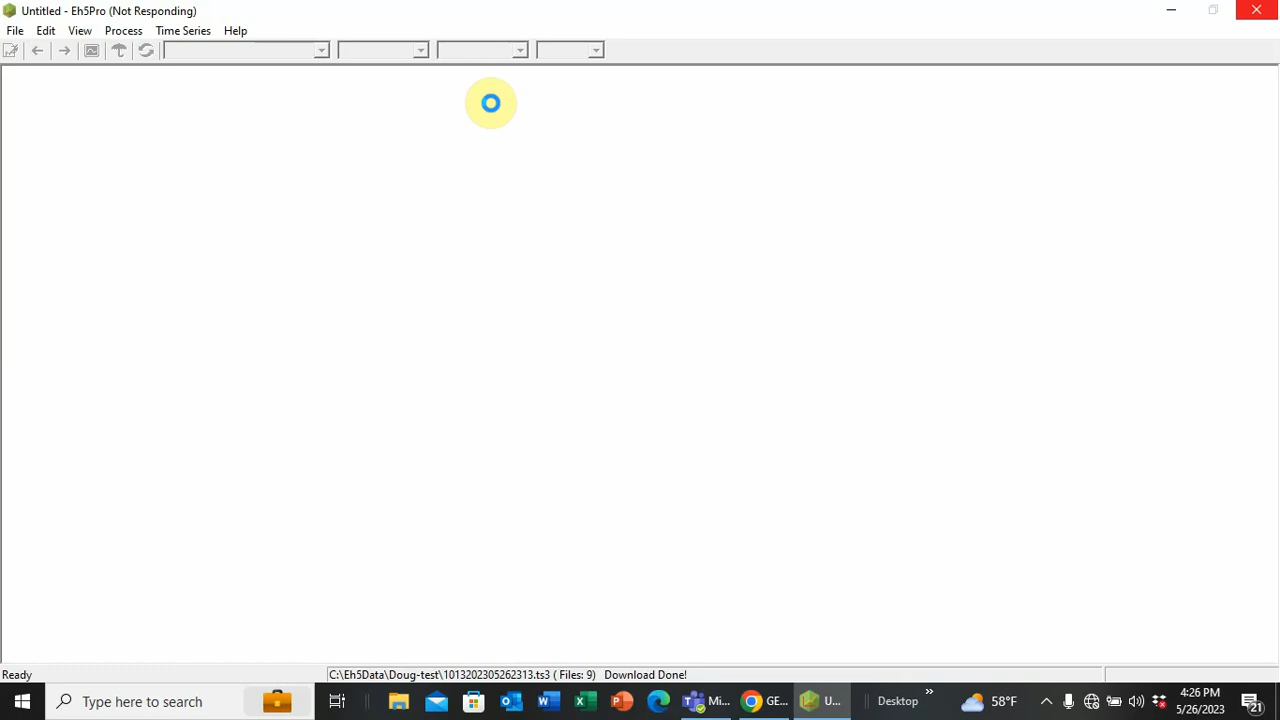 Untitled - Eh5Pro (Not Responding)
File Edit View Process Time Series Help
Ready
C:\Eh5Data\Doug-test\1013202305262313.ts3 ( Files: 9) Download Done!
Type here to search
Mi...
GE...
U...
Desktop
»
58°F
4:26 PM
5/26/2023
21